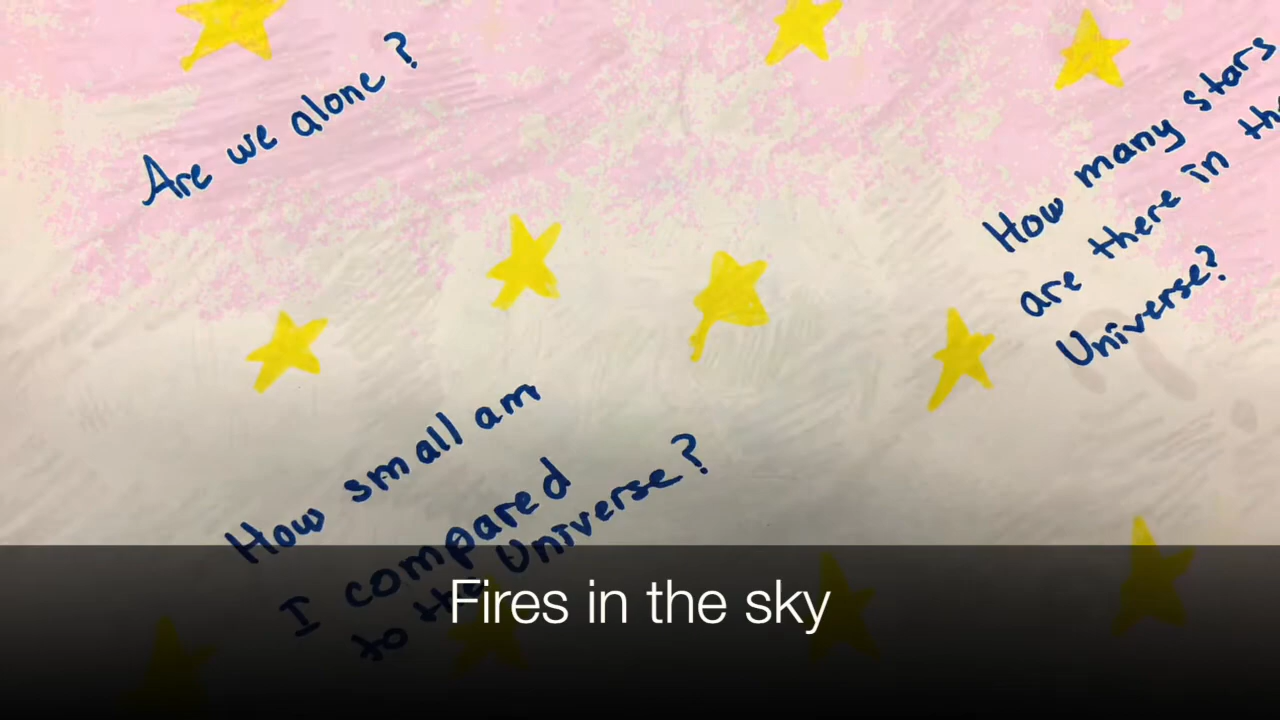 Are we alone?
How many stars
are there in the
Universe?
How small am
I compared
to the Universe?
Fires in the sky